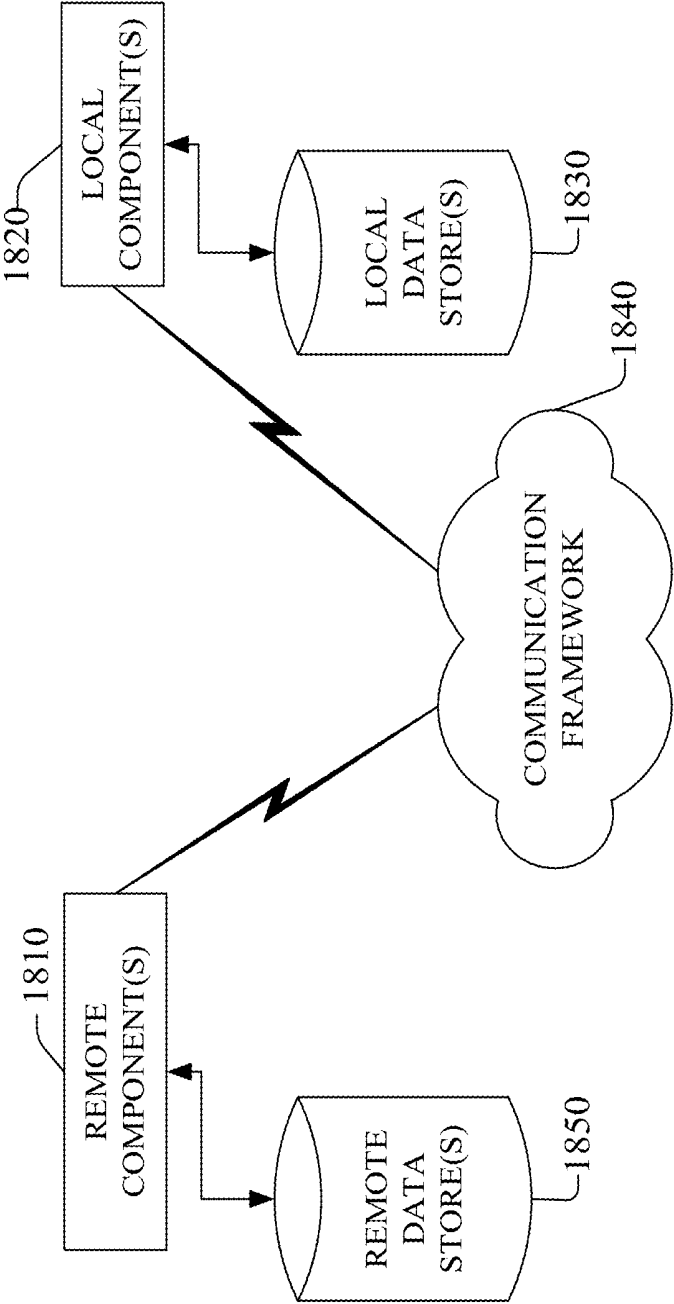 1810
REMOTE
COMPONENT(S)
1820
LOCAL
COMPONENT(S)
REMOTE
DATA
STORE(S)
1850
LOCAL
DATA
STORE(S)
1830
COMMUNICATION
FRAMEWORK
1840